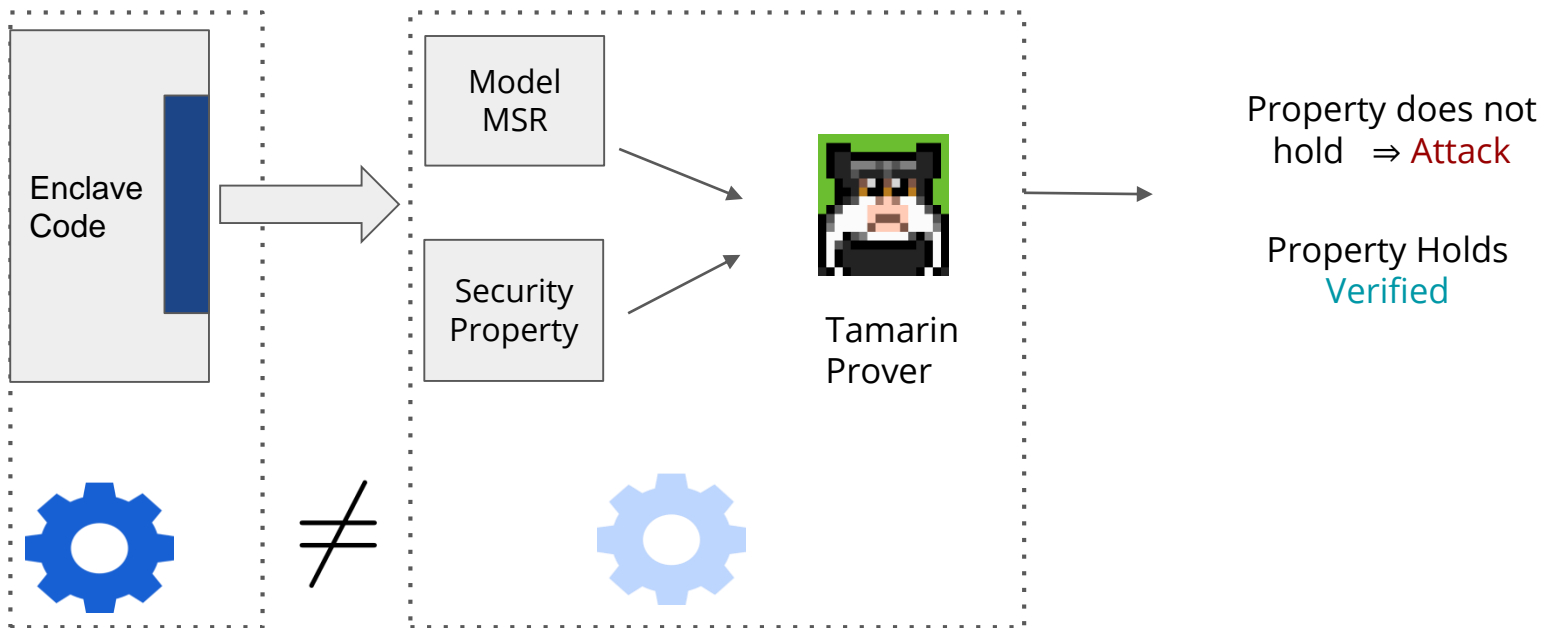 Enclave
Code
Model
MSR
Security
Property
Tamarin
Prover
≠
Property does not
hold ⇒ Attack
Property Holds
Verified